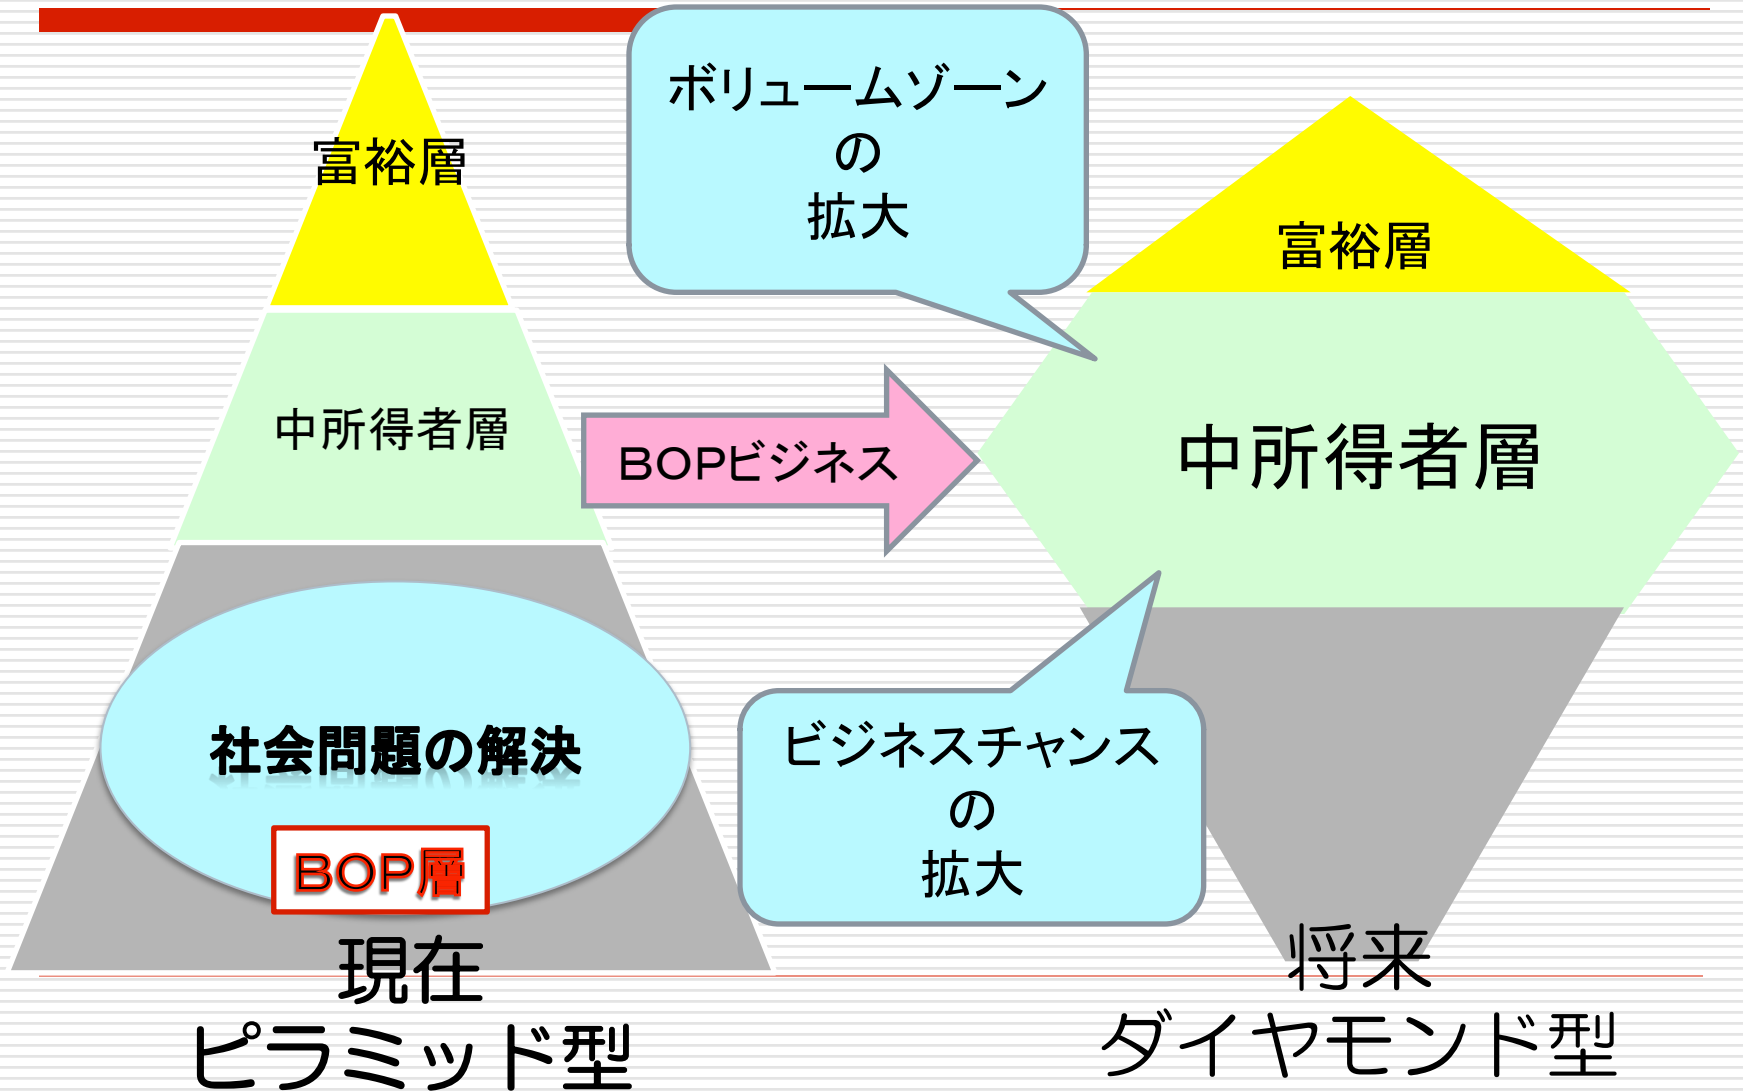 富裕層
中所得者層
社会問題の解決
ＢＯＰ層
現在
ピラミッド型
ボリュームゾーン
の
拡大
ＢＯＰビジネス
ビジネスチャンス
の
拡大
富裕層
中所得者層
将来
ダイヤモンド型